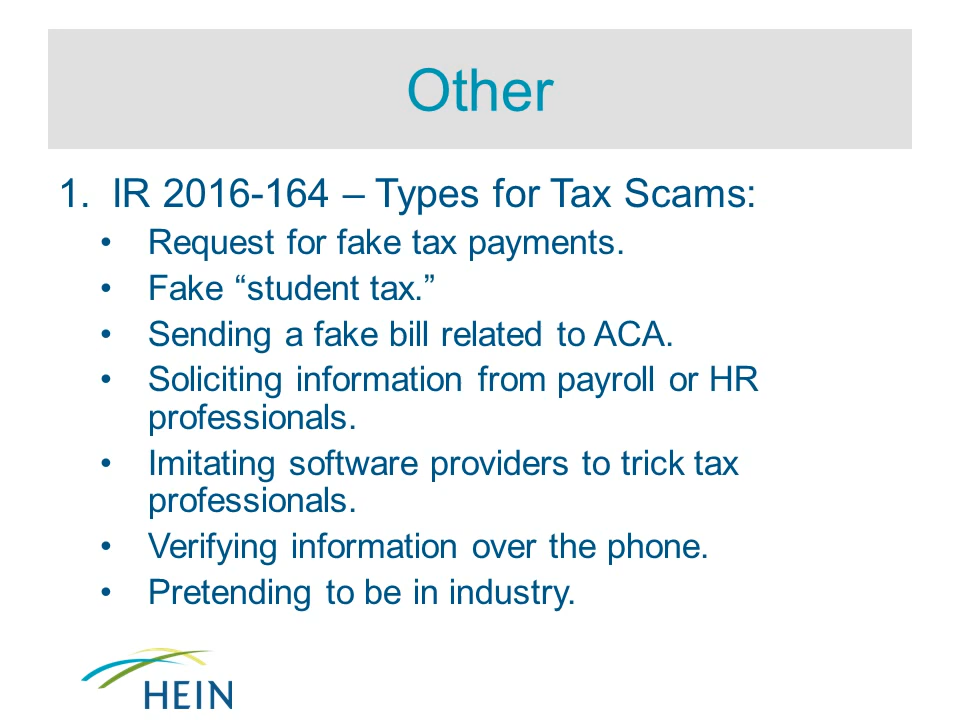 Other
1. IR 2016-164 – Types for Tax Scams:
• Request for fake tax payments.
• Fake “student tax.”
• Sending a fake bill related to ACA.
• Soliciting information from payroll or HR
professionals.
• Imitating software providers to trick tax
professionals.
• Verifying information over the phone.
• Pretending to be in industry.
HEIN